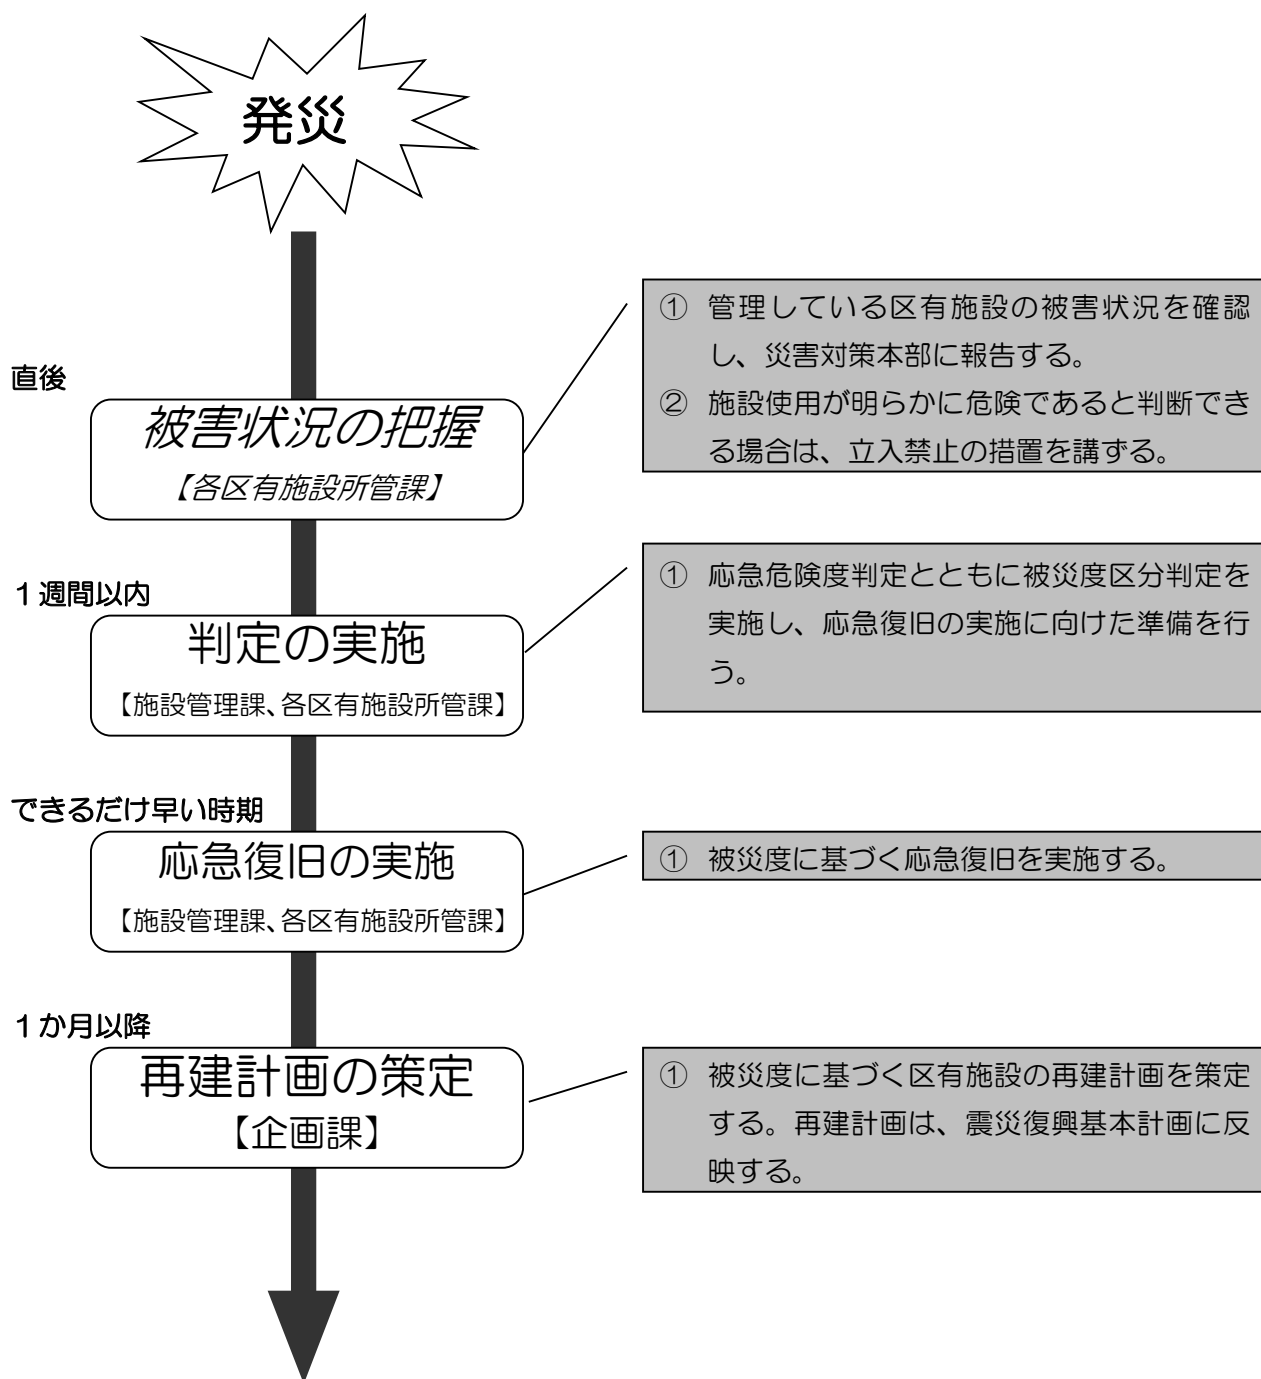 発災
直後
被害状況の把握
【各区有施設所管課】
① 管理している区有施設の被害状況を確認
し、災害対策本部に報告する。
② 施設使用が明らかに危険であると判断でき
る場合は、立入禁止の措置を講ずる。
１週間以内
判定の実施
【施設管理課、各区有施設所管課】
① 応急危険度判定とともに被災度区分判定を
実施し、応急復旧の実施に向けた準備を行
う。
できるだけ早い時期
応急復旧の実施
【施設管理課、各区有施設所管課】
① 被災度に基づく応急復旧を実施する。
１か月以降
再建計画の策定
【企画課】
① 被災度に基づく区有施設の再建計画を策定
する。再建計画は、震災復興基本計画に反
映する。